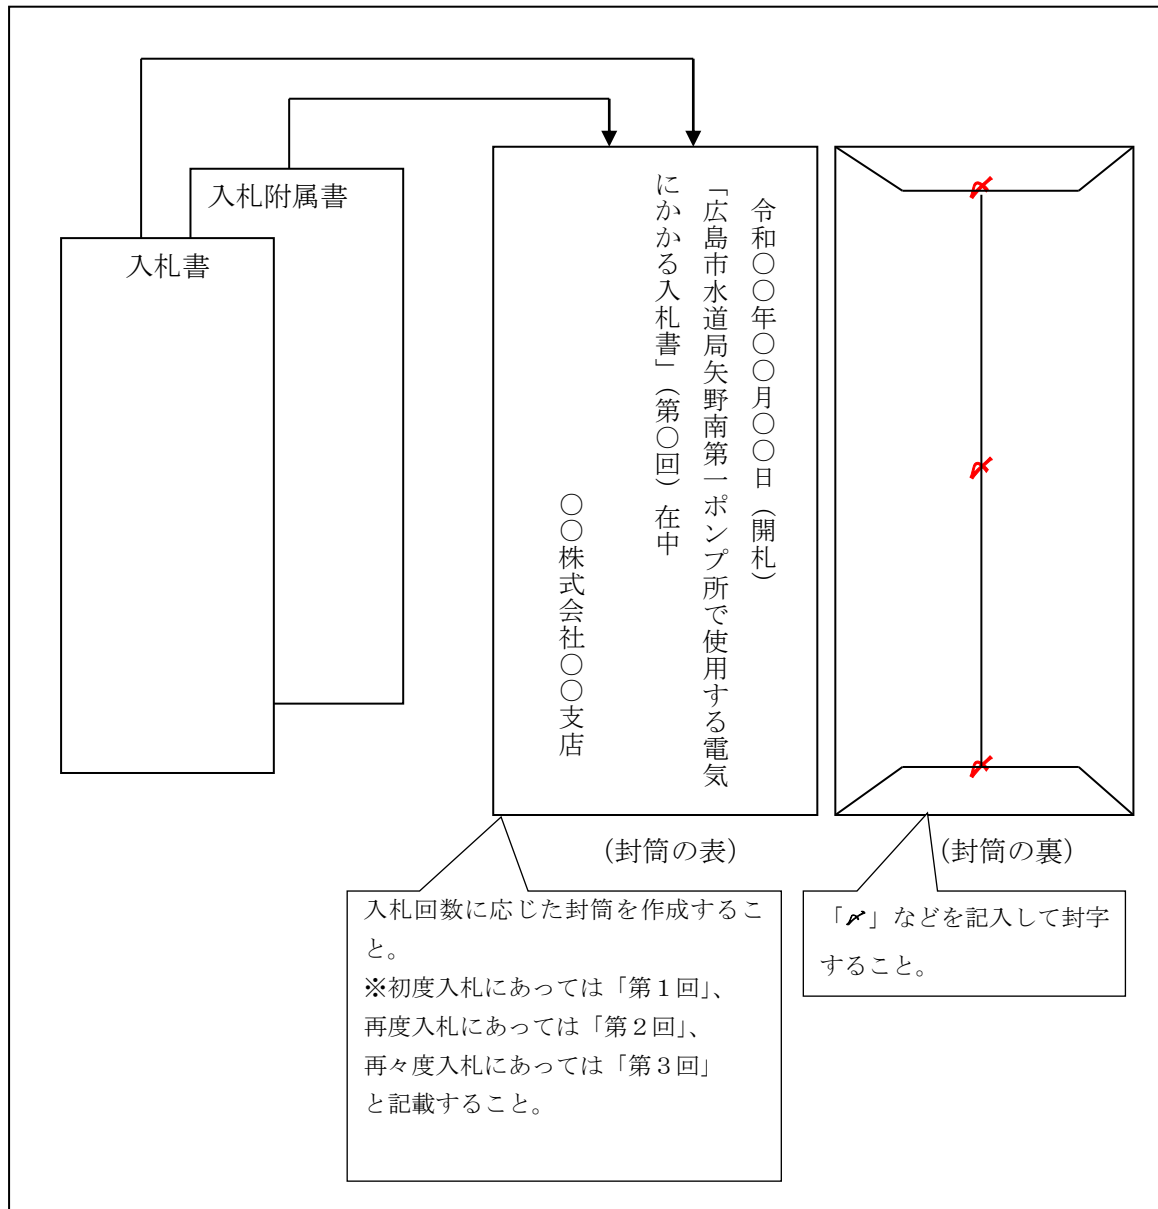 入札附属書
入札書
令和〇〇年〇〇月〇〇日（開札）
「広島市水道局矢野南第一ポンプ所で使用する電気
にかかる入札書」（第〇回）在中
〇〇株式会社〇〇支店
〆
〆
〆
（封筒の表）
（封筒の裏）
入札回数に応じた封筒を作成するこ
と。
※初度入札にあっては「第１回」、
再度入札にあっては「第２回」、
再々度入札にあっては「第３回」
と記載すること。
「〆」などを記入して封字
すること。